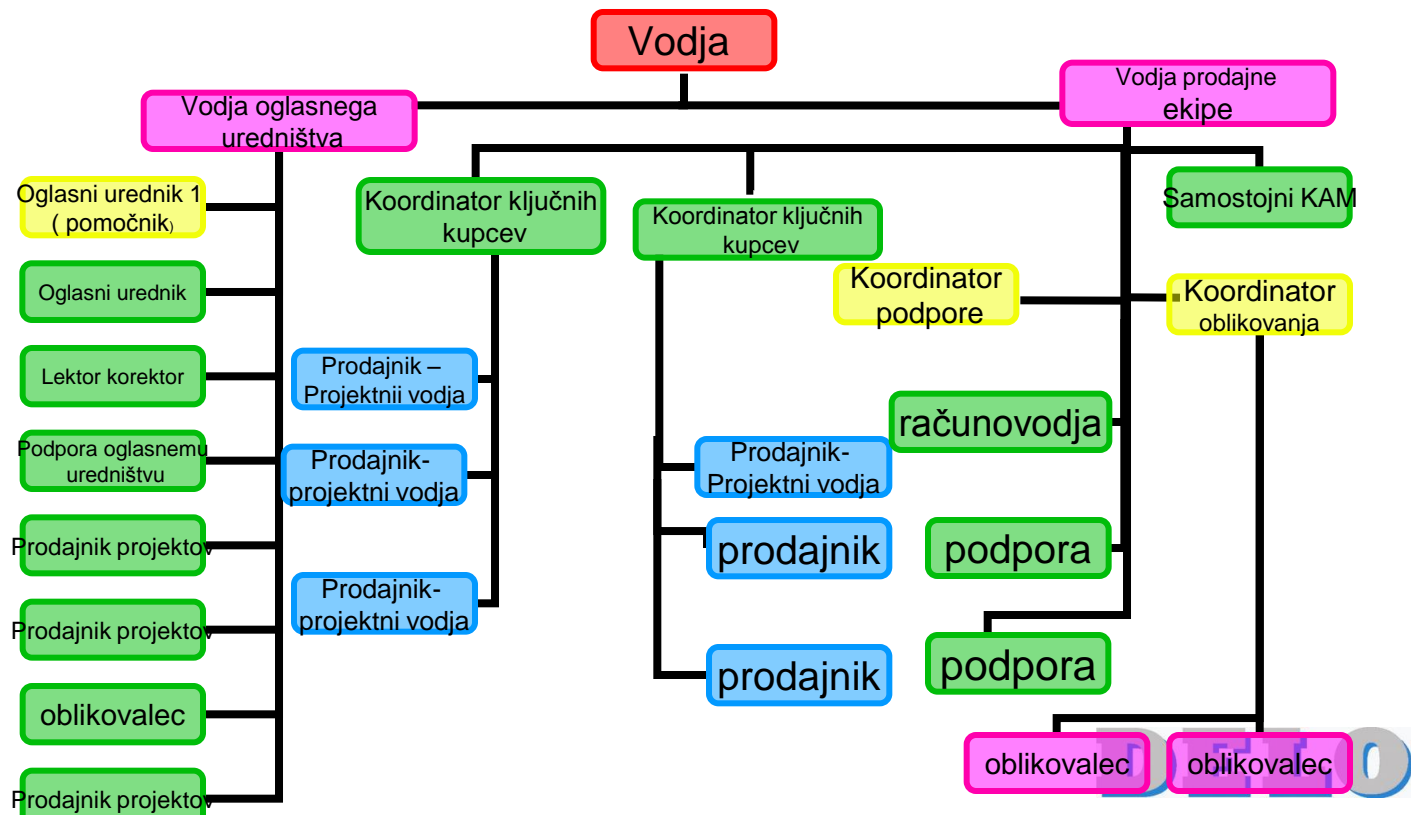 Vodja
Vodja oglasnega
uredništva
Vodja prodajne
ekipe
Oglasni urednik 1
( pomočnik)
Oglasni urednik
Lektor korektor
Podpora oglasnemu
uredništvu
Prodajnik projektov
Prodajnik projektov
oblikovalec
Prodajnik projektov
Koordinator ključnih
kupcev
Prodajnik –
Projektnii vodja
Prodajnik-
projektni vodja
Prodajnik-
projektni vodja
Koordinator ključnih
kupcev
Prodajnik-
Projektni vodja
prodajnik
prodajnik
Samostojni KAM
Koordinator
podpore
Koordinator
oblikovanja
računovodja
podpora
podpora
oblikovalec
oblikovalec
DELO